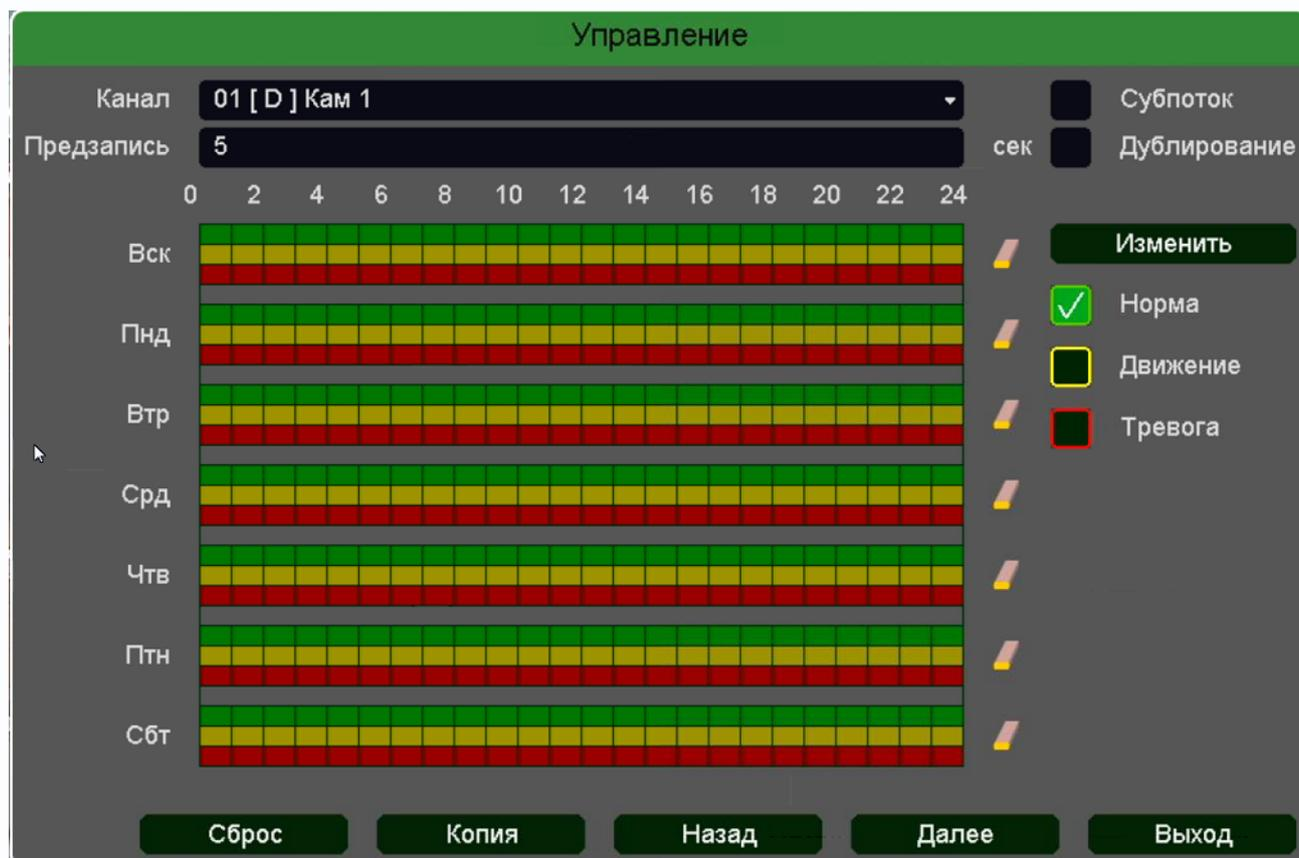 Управление
Канал 01 [ D ] Кам 1 Субпоток
Предзапись 5 сек Дублирование
0 2 4 6 8 10 12 14 16 18 20 22 24
Вск Изменить
Норма
Пнд
Движение
Втр
Тревога
Срд
Чтв
Птн
Сбт
Сброс Копия Назад Далее Выход